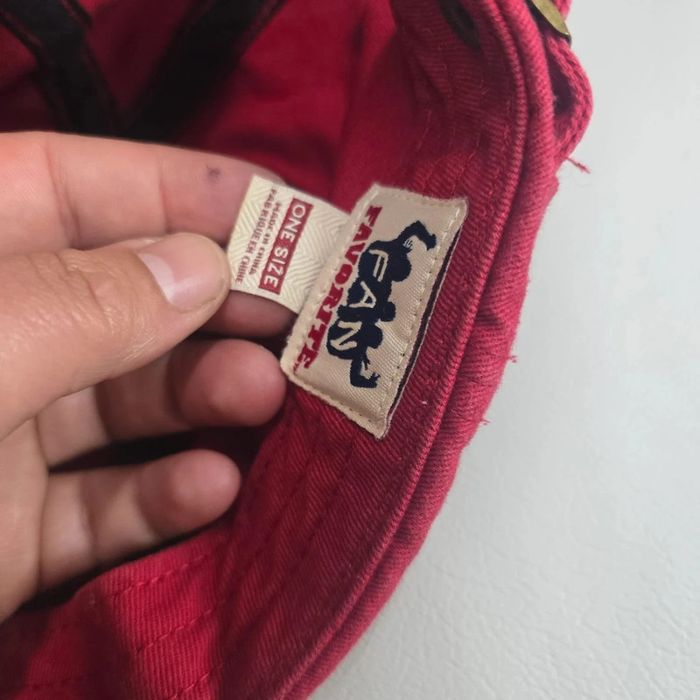 ONE SIZE
MADE IN CHINA
FABRIQUE EN CHINE
FAN
FAVORITE